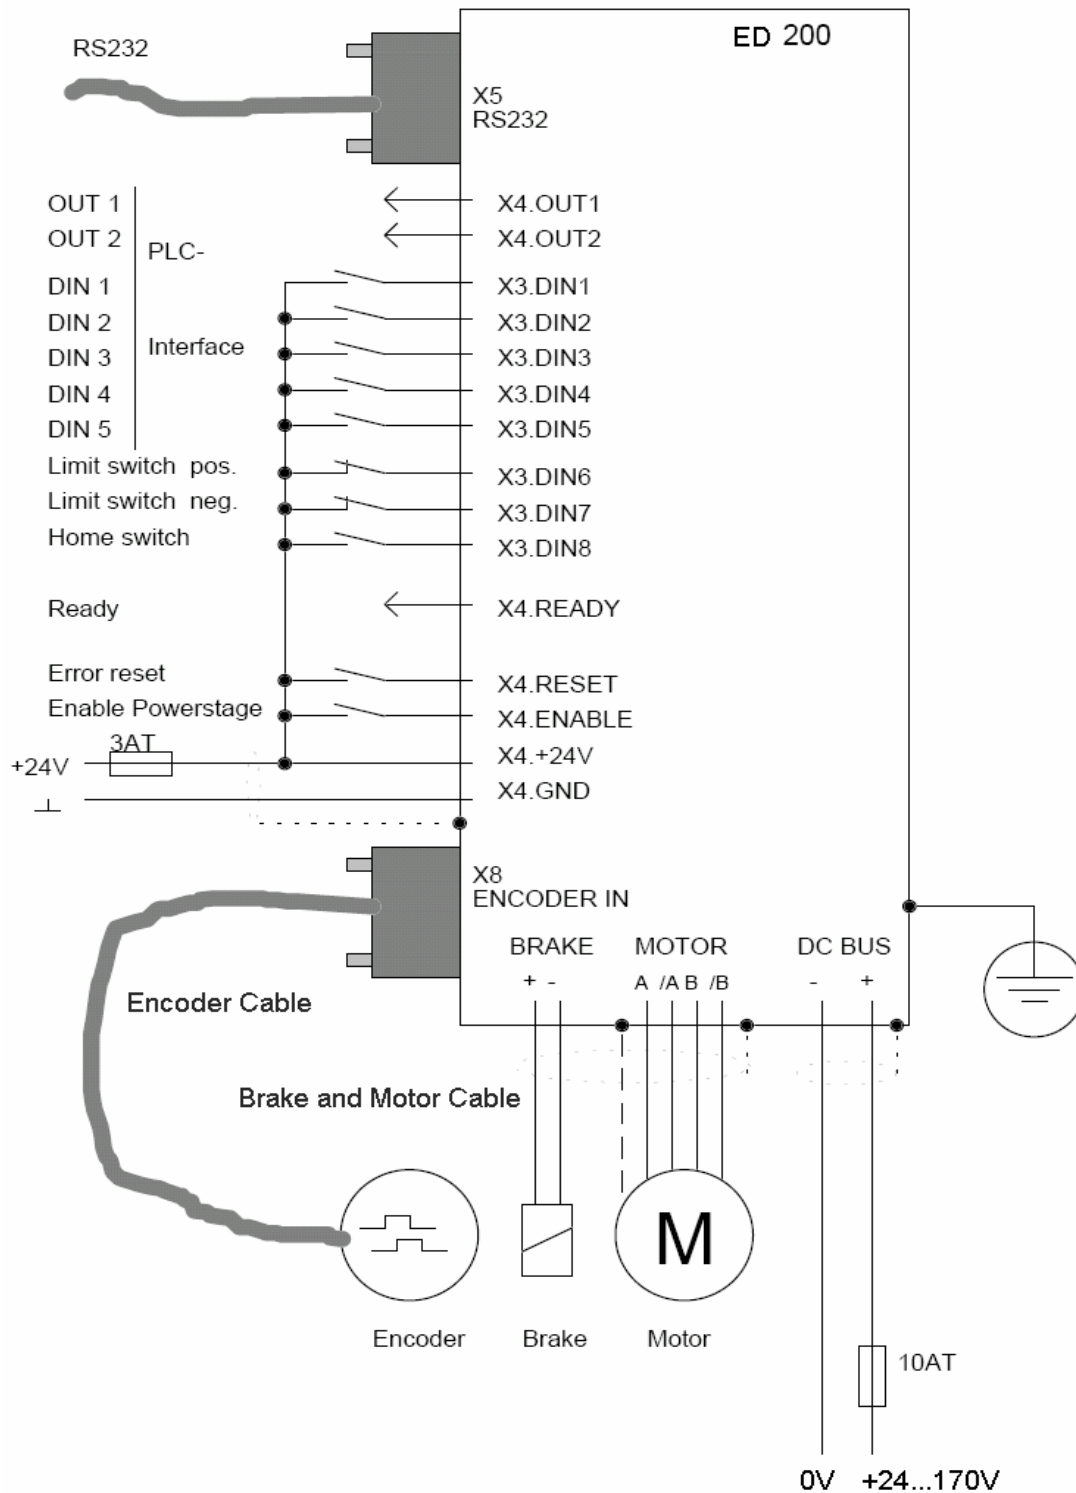 RS232
ED 200
X5
RS232
OUT 1
X4.OUT1
OUT 2
X4.OUT2
PLC-
DIN 1
X3.DIN1
DIN 2
X3.DIN2
Interface
DIN 3
X3.DIN3
DIN 4
X3.DIN4
DIN 5
X3.DIN5
Limit switch pos.
X3.DIN6
Limit switch neg.
X3.DIN7
Home switch
X3.DIN8
Ready
X4.READY
Error reset
X4.RESET
Enable Powerstage
X4.ENABLE
3AT
+24V
X4.+24V
X4.GND
X8
ENCODER IN
BRAKE
MOTOR
DC BUS
+ -
A /A B /B
- +
Encoder Cable
Brake and Motor Cable
M
Encoder
Brake
Motor
10AT
0V
+24...170V